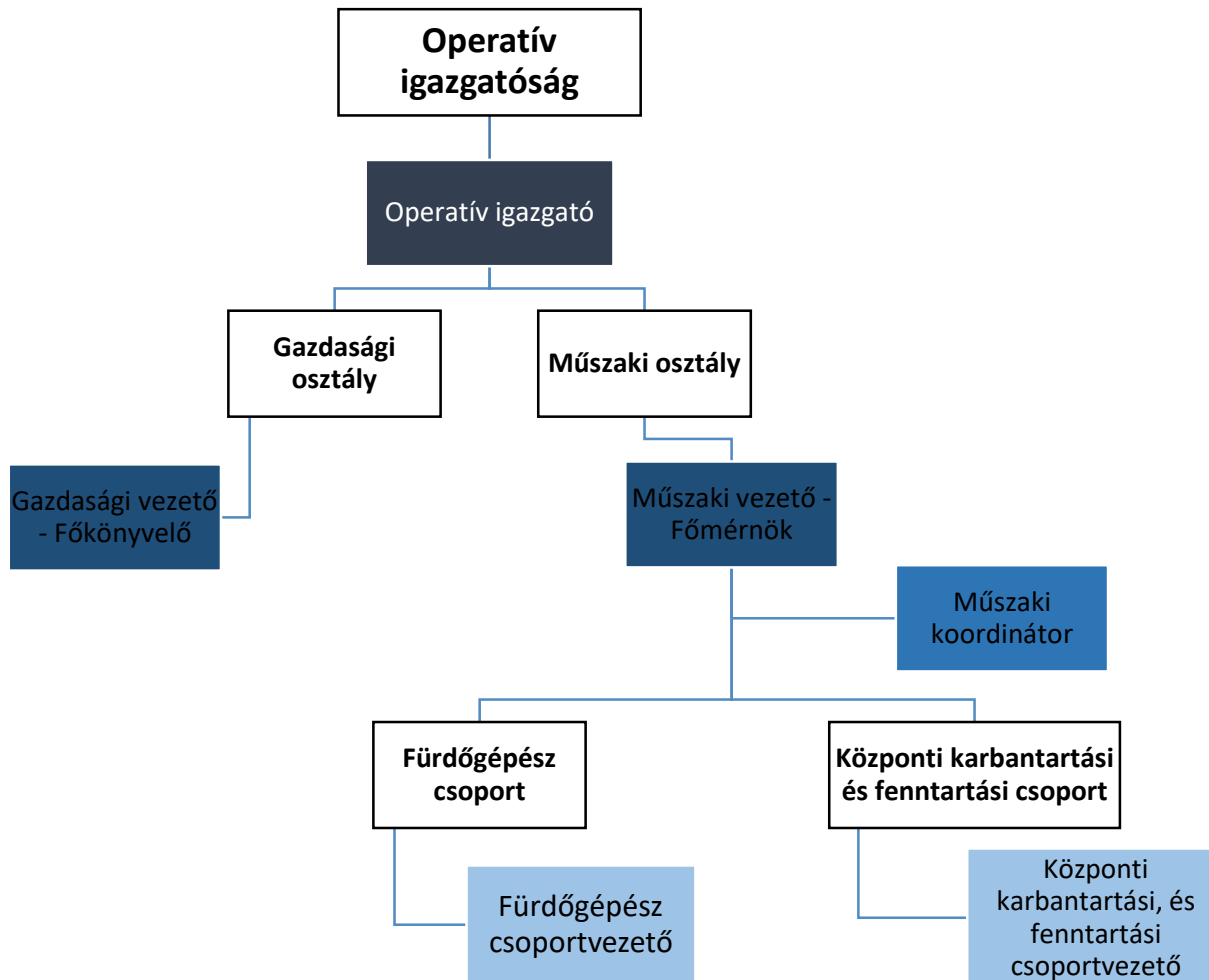 Operatív
igazgatóság
Operatív igazgató
Gazdasági
osztály
Műszaki osztály
Gazdasági vezető
- Főkönyvelő
Műszaki vezető -
Főmérnök
Műszaki
koordinátor
Fürdőgépész
csoport
Központi karbantartási
és fenntartási csoport
Fürdőgépész
csoportvezető
Központi
karbantartási, és
fenntartási
csoportvezető